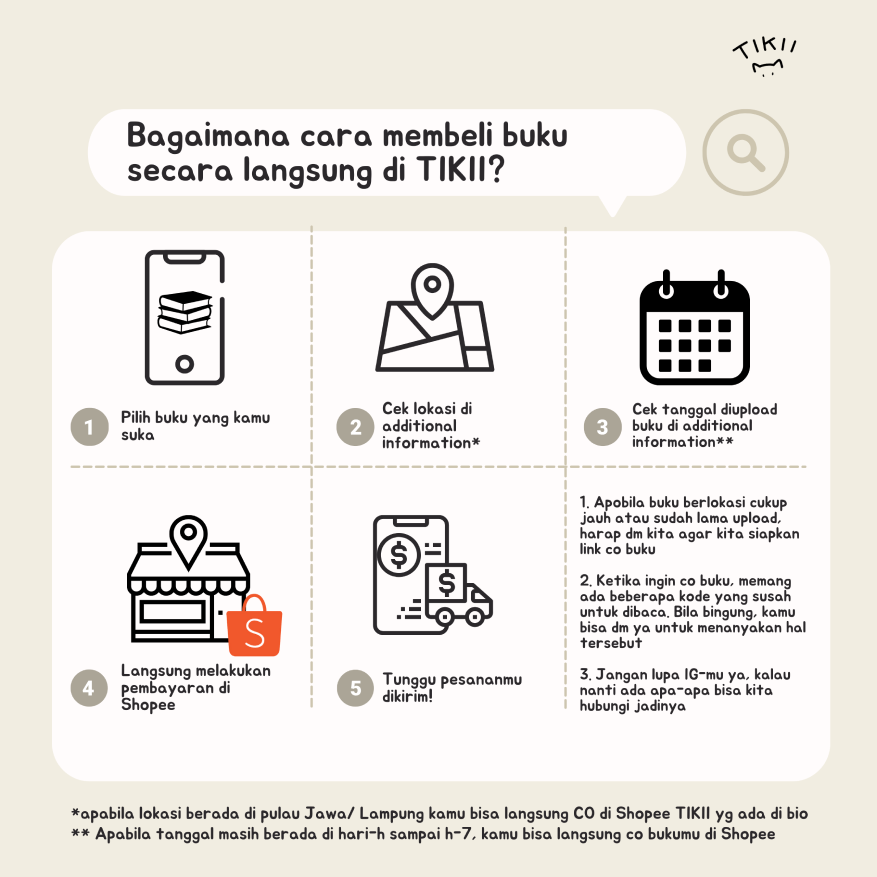 TIKII
Bagaimana cara membeli buku
secara langsung di TIKII?
1
Pilih buku yang kamu
suka
2
Cek lokasi di
additional
information*
3
Cek tanggal diupload
buku di additional
information**
4
Langsung melakukan
pembayaran di
Shopee
5
Tunggu pesananmu
dikirim!
1. Apobila buku berlokasi cukup
jauh atau sudah lama upload,
harap dm kita agar kita siapkan
link co buku
2. Ketika ingin co buku, memang
ada beberapa kode yang susah
untuk dibaca. Bila bingung, kamu
bisa dm ya untuk menanyakan hal
tersebut
3. Jangan lupa IG-mu ya, kalau
nanti ada apa-apa bisa kita
hubungi jadinya
*apabila lokasi berada di pulau Jawa/ Lampung kamu bisa langsung CO di Shopee TIKII yg ada di bio
** Apabila tanggal masih berada di hari-h sampai h-7, kamu bisa langsung co bukumu di Shopee